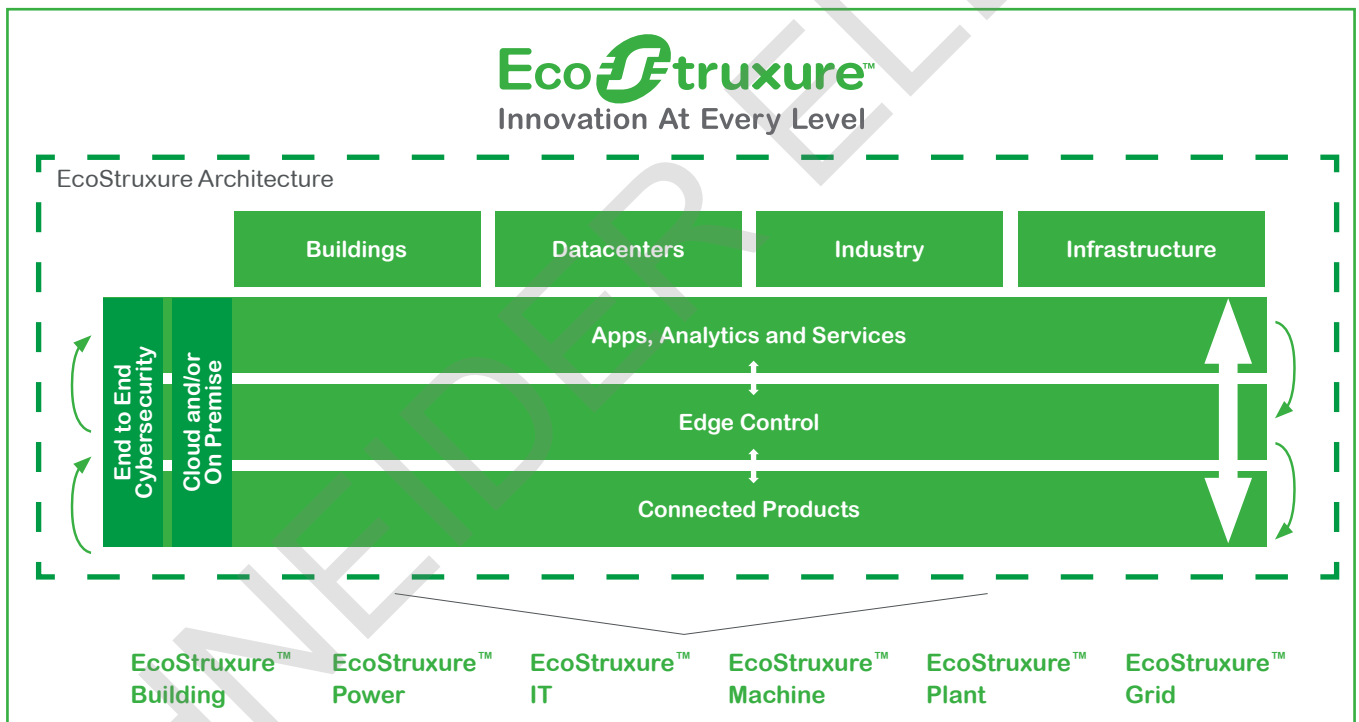 EcoStruxure™
Innovation At Every Level
EcoStruxure Architecture
Buildings
Datacenters
Industry
Infrastructure
End to End
Cybersecurity
Cloud and/or
On Premise
Apps, Analytics and Services
Edge Control
Connected Products
EcoStruxure™
Building
EcoStruxure™
Power
EcoStruxure™
IT
EcoStruxure™
Machine
EcoStruxure™
Plant
EcoStruxure™
Grid